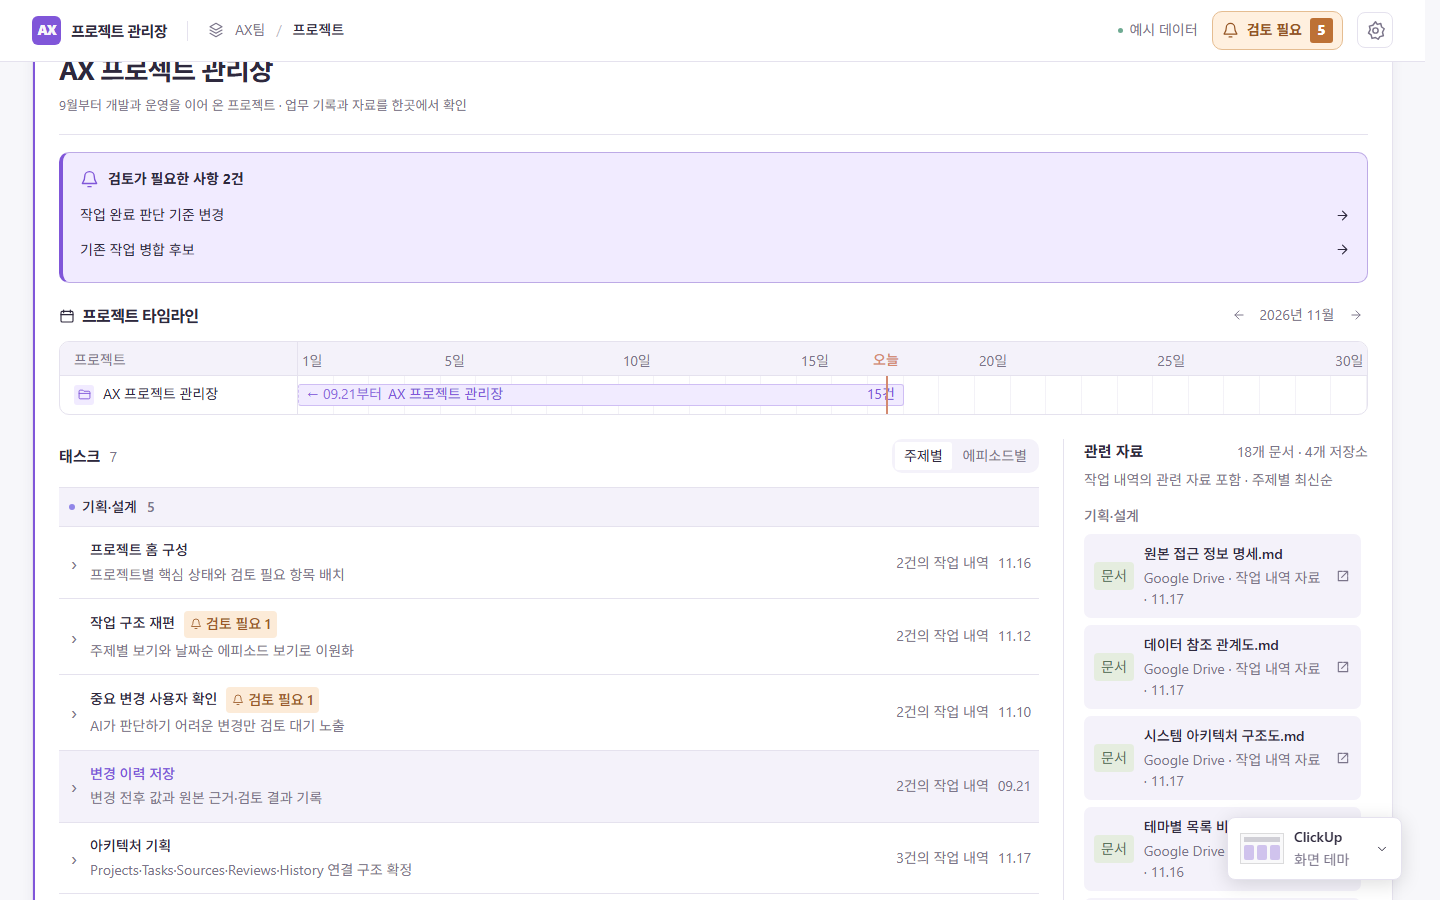 AX 프로젝트 관리장
AX팀 / 프로젝트
예시 데이터
검토 필요 5
AX 프로젝트 관리장
9월부터 개발과 운영을 이어 온 프로젝트 · 업무 기록과 자료를 한곳에서 확인
검토가 필요한 사항 2건
작업 완료 판단 기준 변경 →
기존 작업 병합 후보 →
프로젝트 타임라인
← 2026년 11월 →
프로젝트 1일 5일 10일 15일 오늘 20일 25일 30일
AX 프로젝트 관리장 ← 09.21부터 AX 프로젝트 관리장 15건
태스크 7
주제별 에피소드별
기획·설계 5
프로젝트 홈 구성
프로젝트별 핵심 상태와 검토 필요 항목 배치
2건의 작업 내역 11.16
작업 구조 재편 검토 필요 1
주제별 보기와 날짜순 에피소드 보기로 이원화
2건의 작업 내역 11.12
중요 변경 사용자 확인 검토 필요 1
AI가 판단하기 어려운 변경만 검토 대기 노출
2건의 작업 내역 11.10
변경 이력 저장
변경 전후 값과 원본 근거·검토 결과 기록
2건의 작업 내역 09.21
아키텍처 기획
Projects·Tasks·Sources·Reviews·History 연결 구조 확정
3건의 작업 내역 11.17
관련 자료 18개 문서 · 4개 저장소
작업 내역의 관련 자료 포함 · 주제별 최신순
기획·설계
문서
원본 접근 정보 명세.md
Google Drive · 작업 내역 자료
· 11.17
문서
데이터 참조 관계도.md
Google Drive · 작업 내역 자료
· 11.17
문서
시스템 아키텍처 구조도.md
Google Drive · 작업 내역 자료
· 11.17
문서
테마별 목록 비
Google Drive
· 11.16
ClickUp
화면 테마